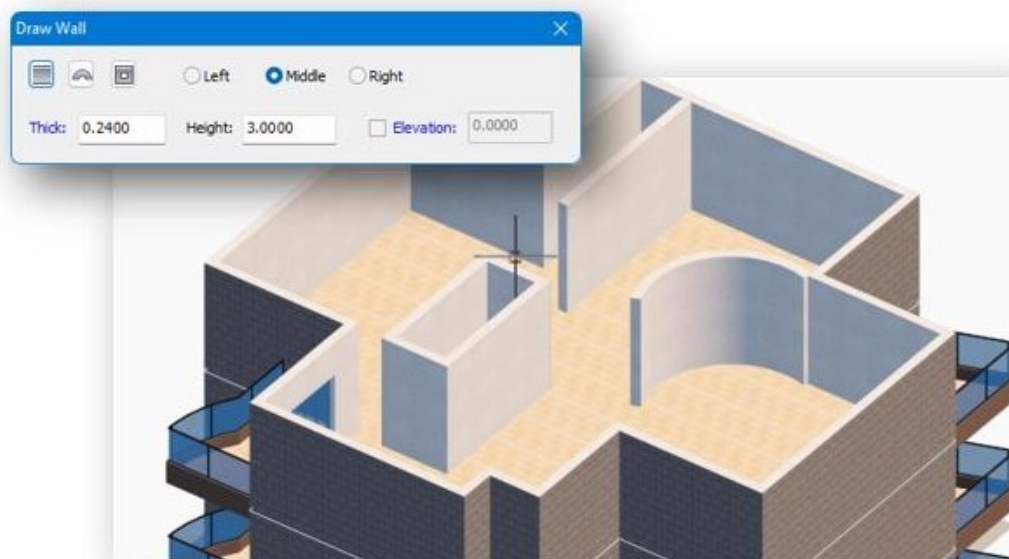 Draw Wall
Left Middle Right
Thick: 0.2400 Height: 3.0000 Elevation: 0.0000